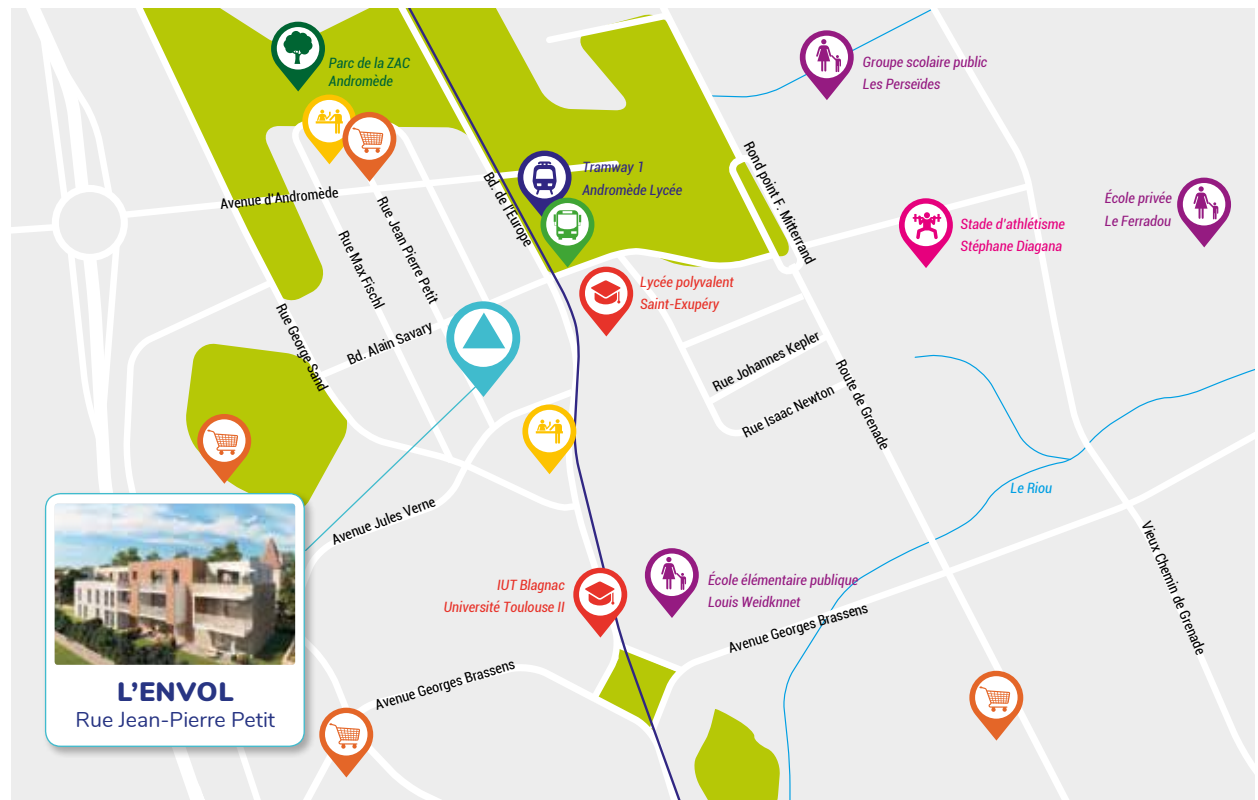 Parc de la ZAC
Andromède
Groupe scolaire public
Les Perseïdes
Tramway 1
Andromède Lycée
Avenue d'Andromède
Bd. de l'Europe
Rond point F. Mitterrand
École privée
Le Ferradou
Stade d'athlétisme
Stéphane Diagana
Rue Jean Pierre Petit
Rue Max Fischl
Lycée polyvalent
Saint-Exupéry
Rue George Sand
Bd. Alain Savary
Rue Johannes Kepler
Rue Isaac Newton
Route de Grenade
Le Riou
Avenue Jules Verne
Vieux Chemin de Grenade
IUT Blagnac
Université Toulouse II
École élémentaire publique
Louis Weidknnet
Avenue Georges Brassens
Avenue Georges Brassens
L'ENVOL
Rue Jean-Pierre Petit